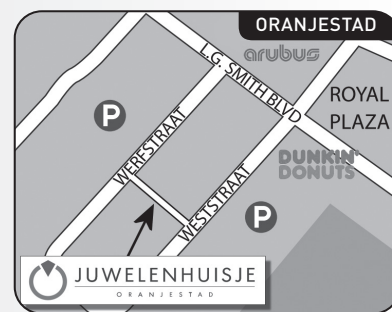 ORANJESTAD
arubus
L.G. SMITH BLVD
ROYAL
PLAZA
P
WERFSTRAAT
DUNKIN'
DONUTS
WESTSTRAAT
P
JUWELENHUISJE
ORANJESTAD